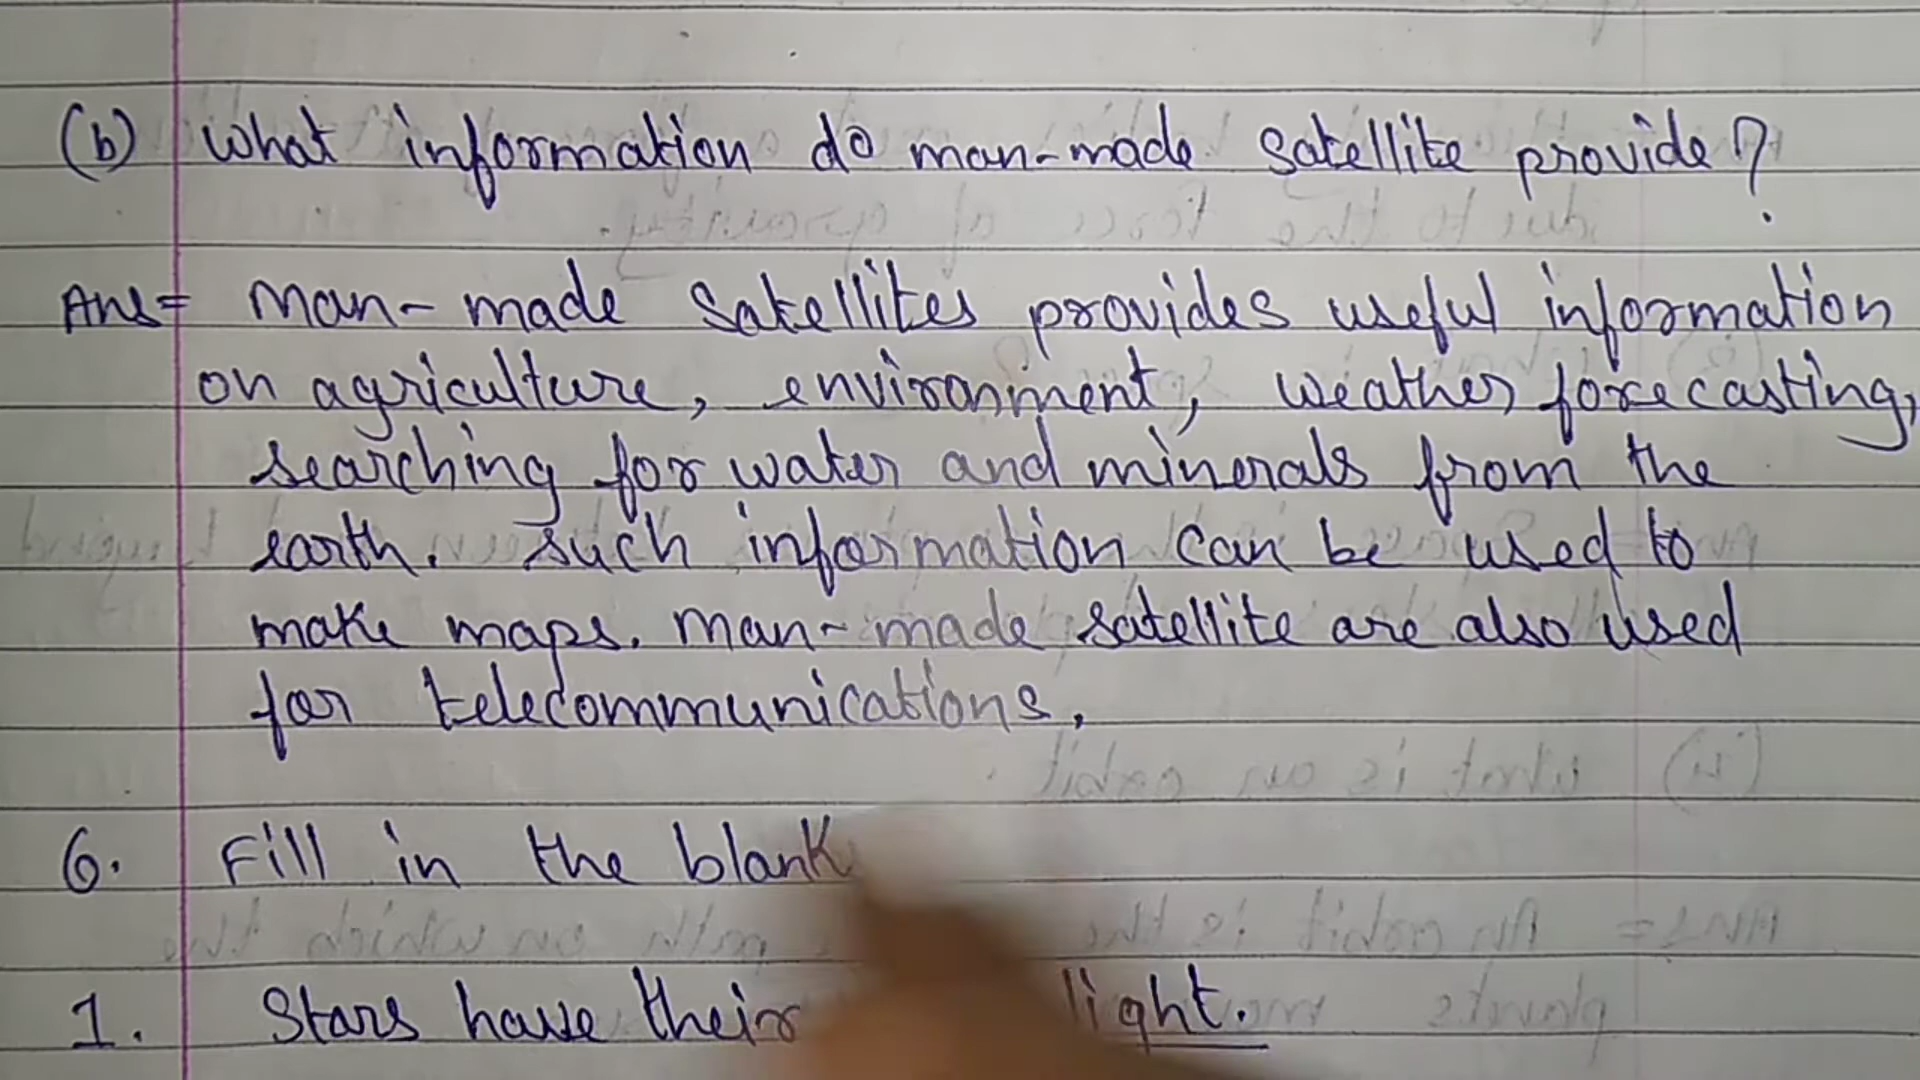 (b) What information do man-made satellite provide?
Ans= Man-made satellites provides useful information
on agriculture, environment, weather forecasting,
searching for water and minerals from the
earth. Such information can be used to
make maps. Man-made satellite are also used
for telecommunications.
6. Fill in the blank
1. Stars have their light.